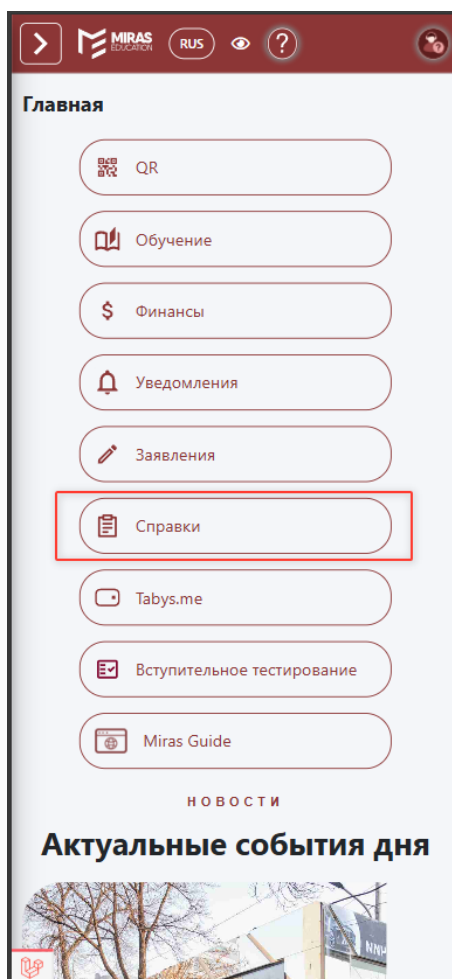 MIRAS
EDUCATION
RUS
?
Главная
QR
Обучение
$ Финансы
Уведомления
Заявления
Справки
Tabys.me
Вступительное тестирование
Miras Guide
НОВОСТИ
Актуальные события дня